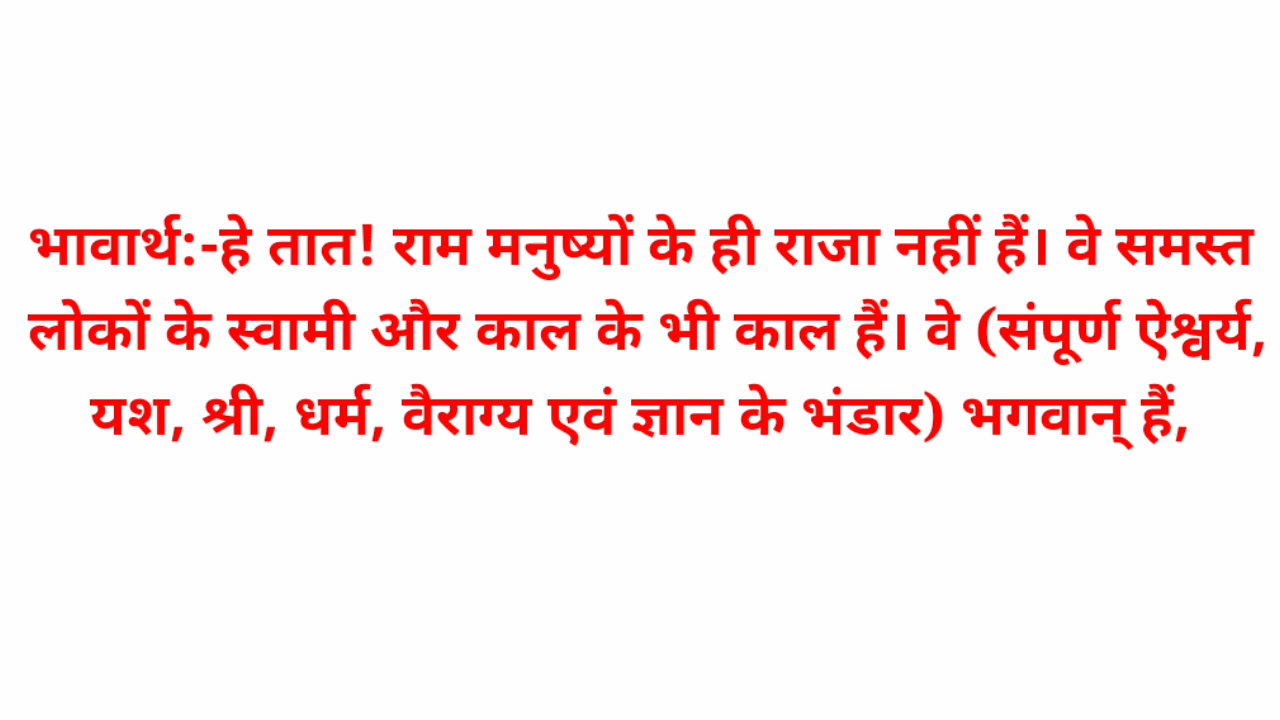 भावार्थ:-हे तात! राम मनुष्यों के ही राजा नहीं हैं। वे समस्त
लोकों के स्वामी और काल के भी काल हैं। वे (संपूर्ण ऐश्वर्य,
यश, श्री, धर्म, वैराग्य एवं ज्ञान के भंडार) भगवान् हैं,